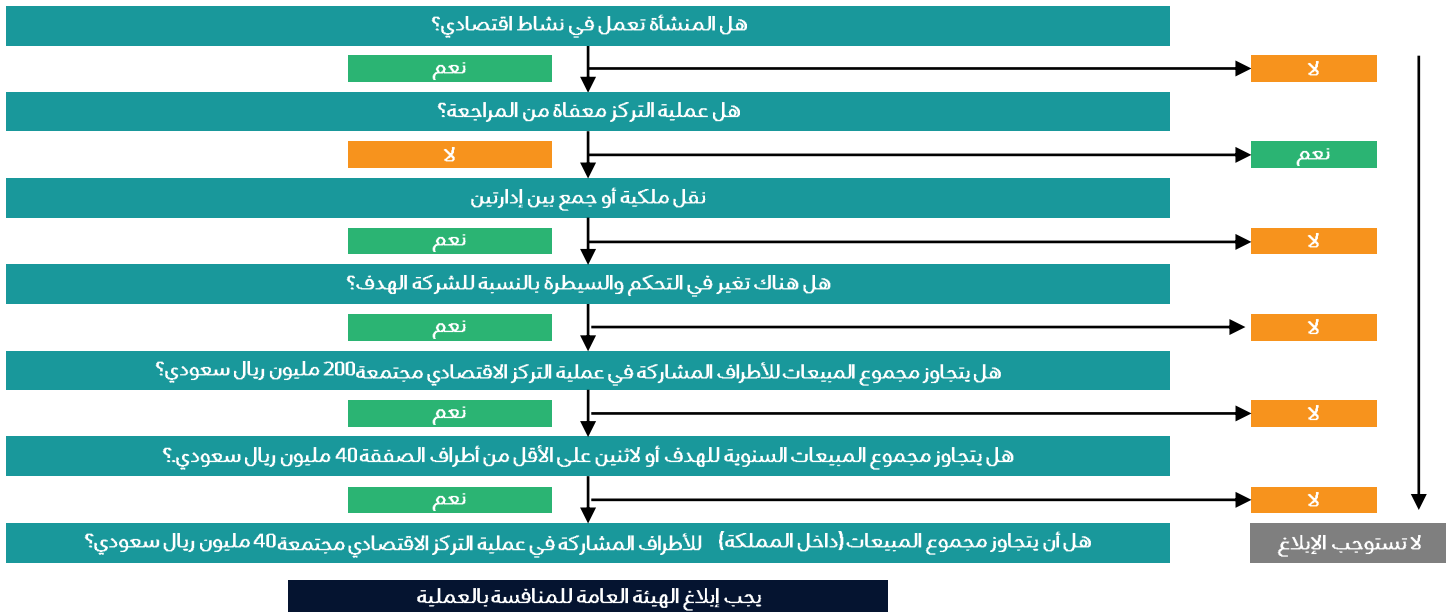 هل المنشأة تعمل في نشاط اقتصادي؟
نعم
لا
هل عملية التركز معفاة من المراجعة؟
لا
نعم
نقل ملكية أو جمع بين إدارتين
نعم
لا
هل هناك تغير في التحكم والسيطرة بالنسبة للشركة الهدف؟
نعم
لا
هل يتجاوز مجموع المبيعات للأطراف المشاركة في عملية التركز الاقتصادي مجتمعة 200 مليون ريال سعودي؟
نعم
لا
هل يتجاوز مجموع المبيعات السنوية للهدف أو لاثنين على الأقل من أطراف الصفقة 40 مليون ريال سعودي.؟
نعم
لا
هل أن يتجاوز مجموع المبيعات (داخل المملكة) للأطراف المشاركة في عملية التركز الاقتصادي مجتمعة 40 مليون ريال سعودي؟
لا تستوجب الإبلاغ
يجب إبلاغ الهيئة العامة للمنافسة بالعملية